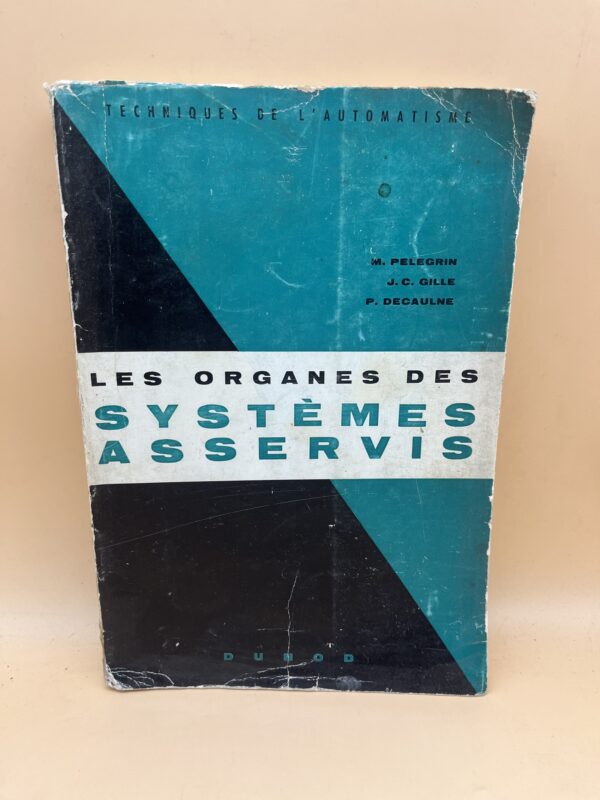 TECHNIQUES DE L'AUTOMATISME
M. PELEGRIN
J. C. GILLE
P. DECAULNE
LES ORGANES DES
SYSTÈMES
ASSERVIS
DUNOD